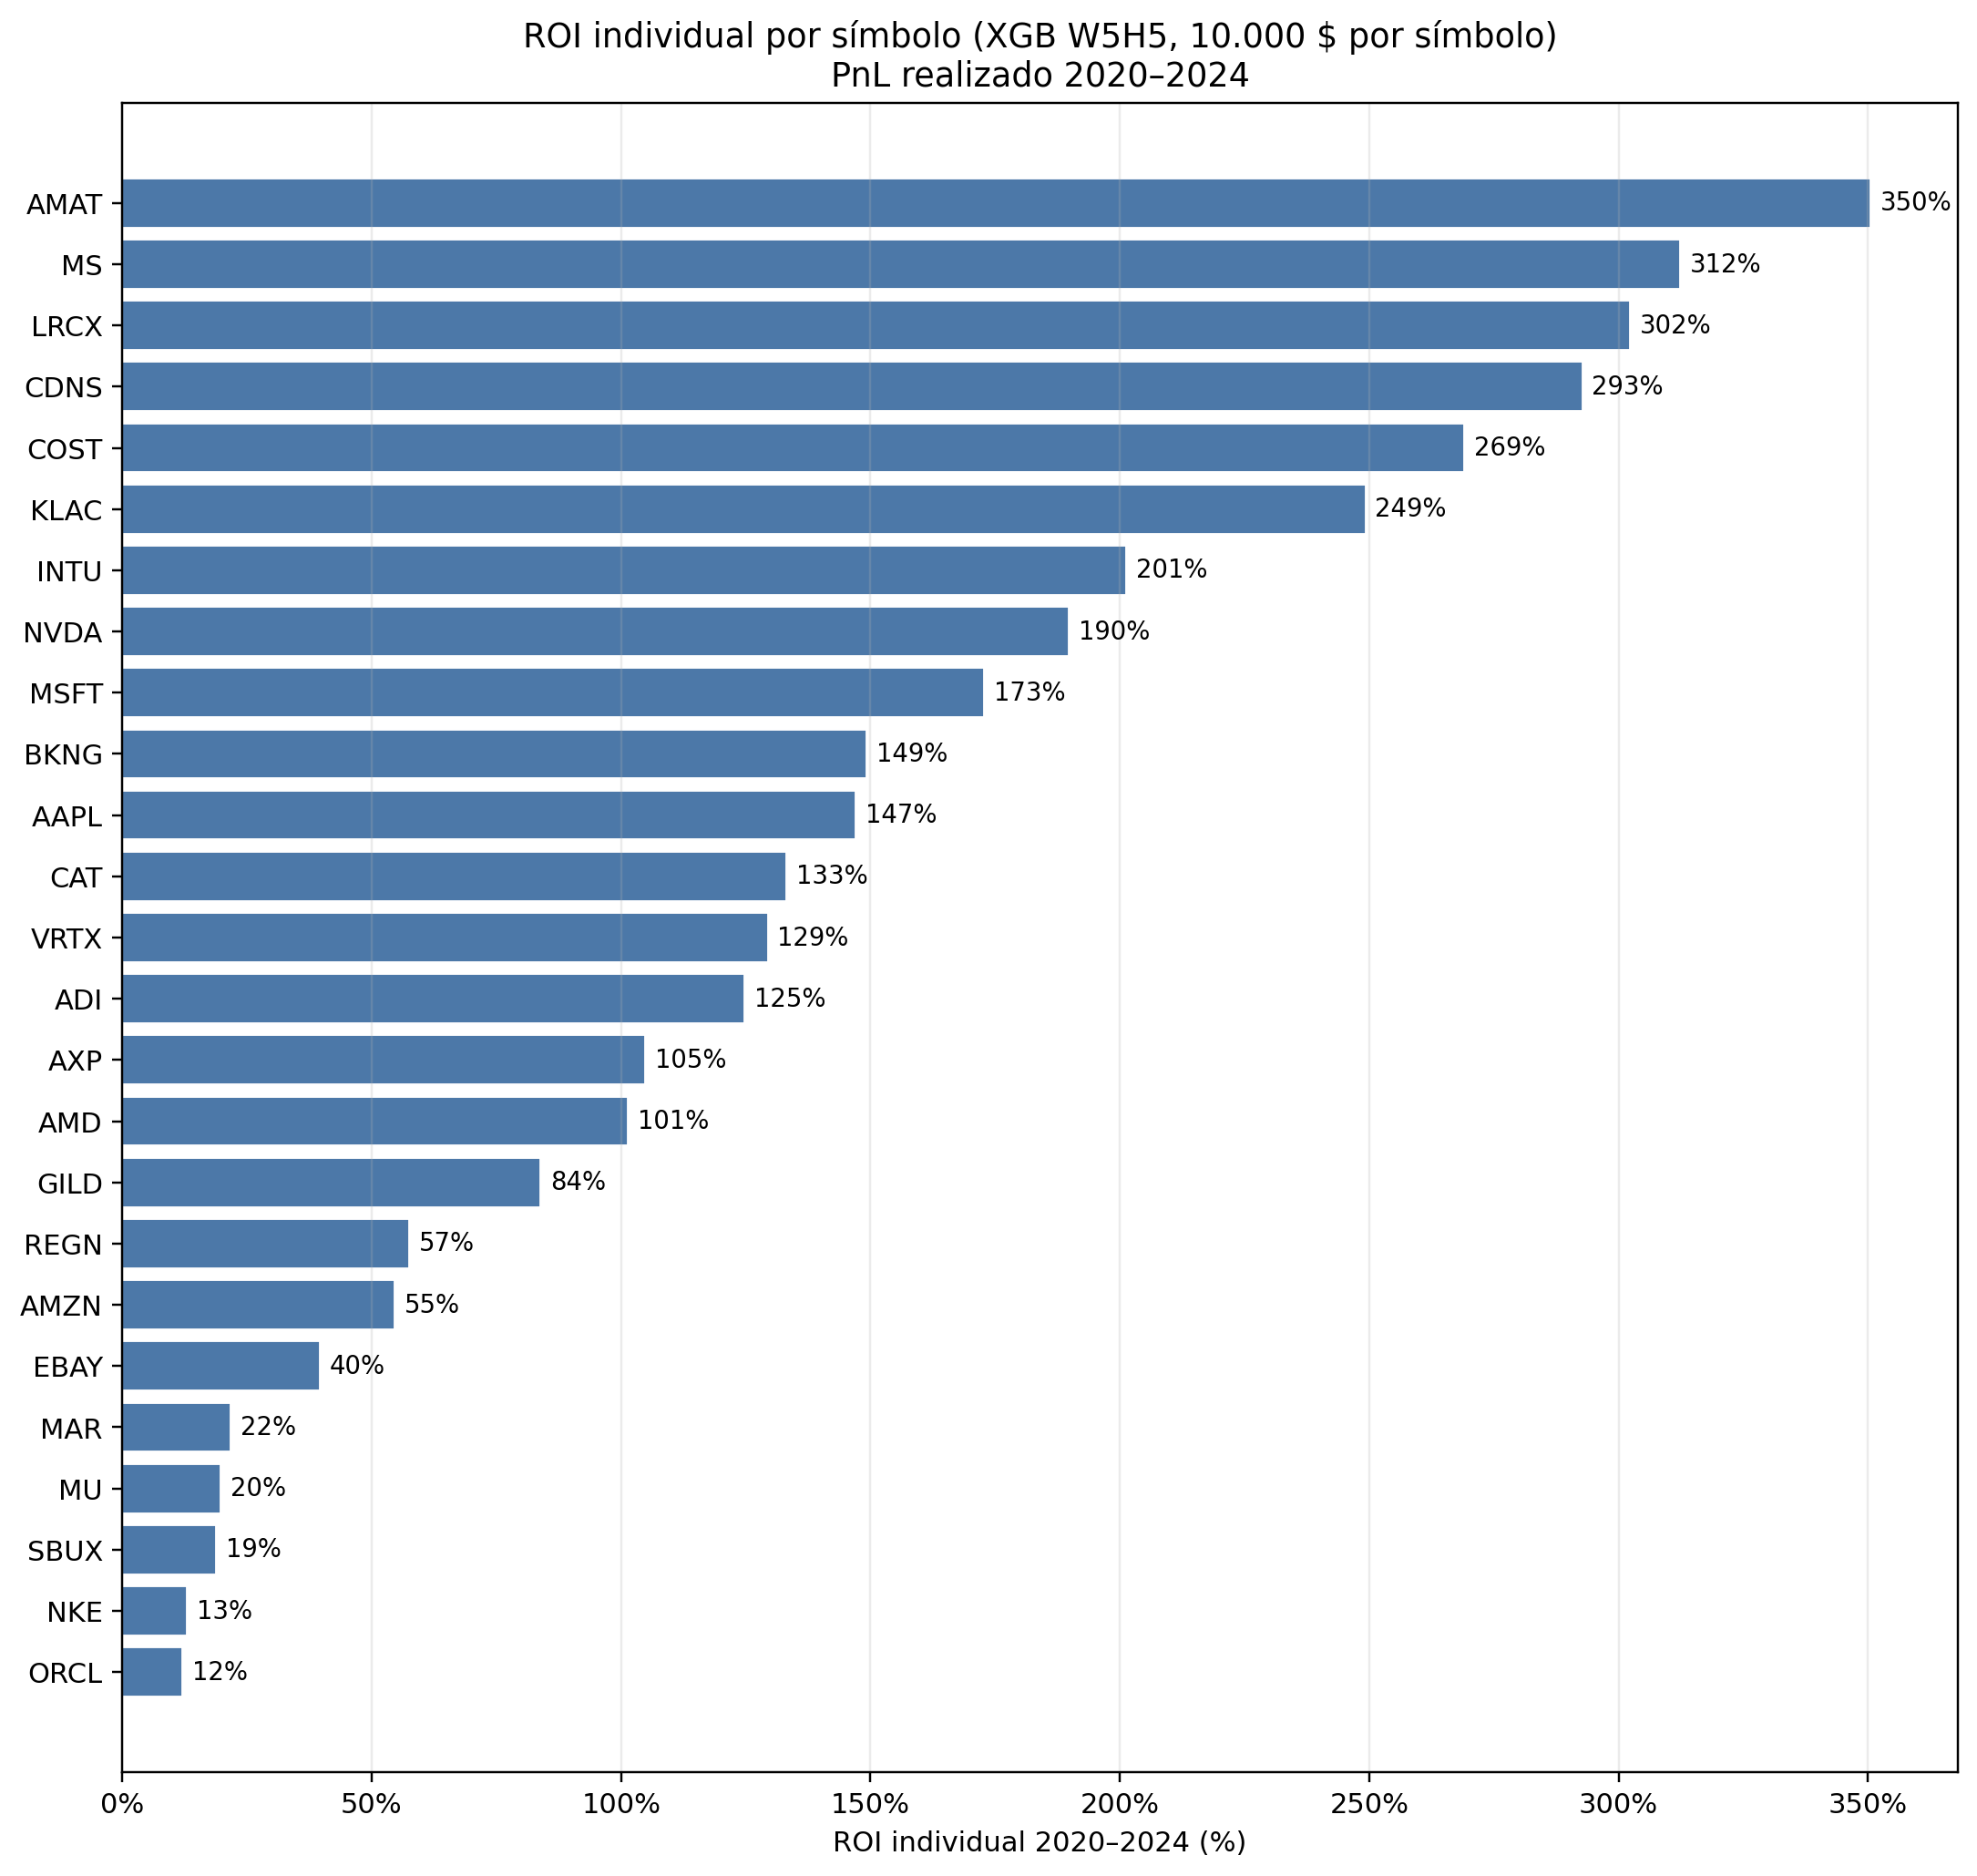 ROI individual por símbolo (XGB W5H5, 10.000 $ por símbolo)
PnL realizado 2020–2024
AMAT 350%
MS 312%
LRCX 302%
CDNS 293%
COST 269%
KLAC 249%
INTU 201%
NVDA 190%
MSFT 173%
BKNG 149%
AAPL 147%
CAT 133%
VRTX 129%
ADI 125%
AXP 105%
AMD 101%
GILD 84%
REGN 57%
AMZN 55%
EBAY 40%
MAR 22%
MU 20%
SBUX 19%
NKE 13%
ORCL 12%
0% 50% 100% 150% 200% 250% 300% 350%
ROI individual 2020–2024 (%)